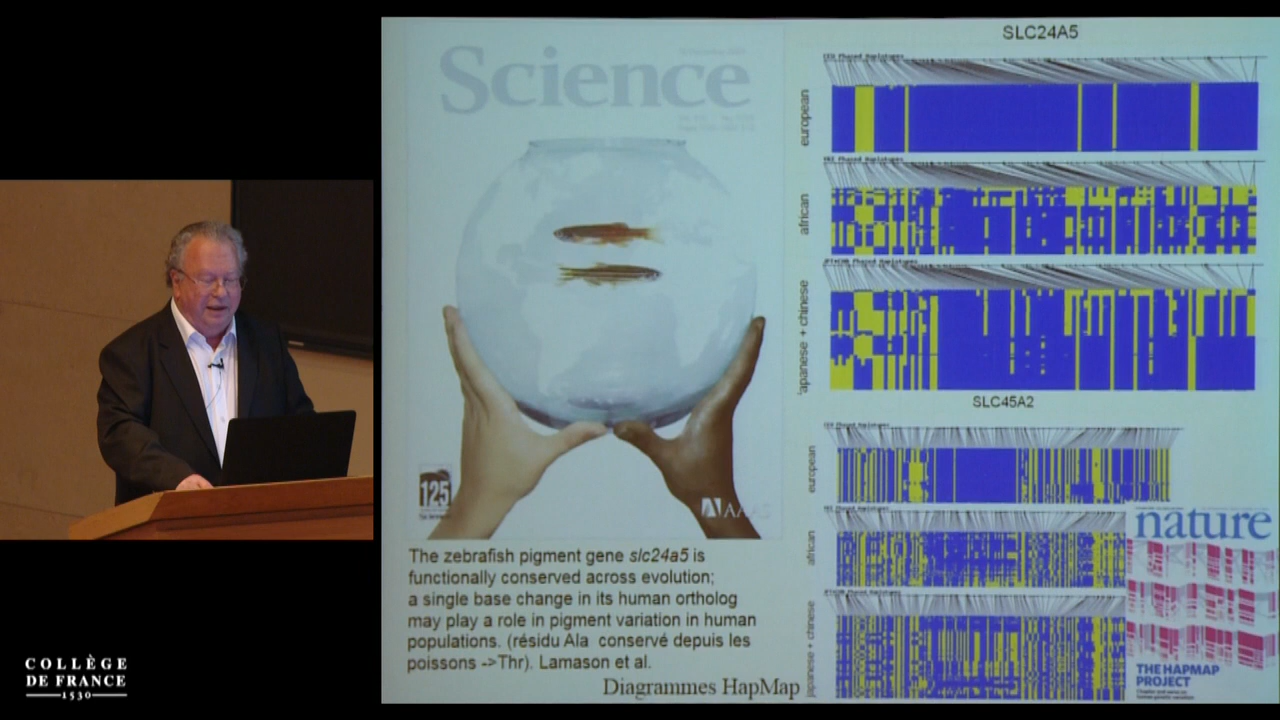 Science
125
AAAS
The zebrafish pigment gene slc24a5 is
functionally conserved across evolution;
a single base change in its human ortholog
may play a role in pigment variation in human
populations. (résidu Ala conservé depuis les
poissons ->Thr). Lamason et al.
Diagrammes HapMap
SLC24A5
european
african
japanese + chinese
SLC45A2
european
african
japanese + chinese
nature
THE HAPMAP
PROJECT
COLLÈGE
DE FRANCE
1530